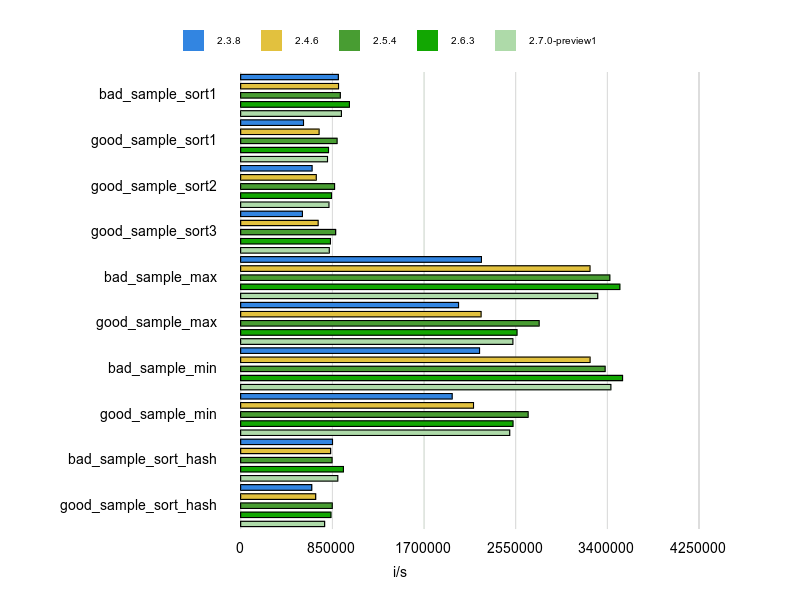 2.3.8 2.4.6 2.5.4 2.6.3 2.7.0-preview1
bad_sample_sort1
good_sample_sort1
good_sample_sort2
good_sample_sort3
bad_sample_max
good_sample_max
bad_sample_min
good_sample_min
bad_sample_sort_hash
good_sample_sort_hash
0 850000 1700000 2550000 3400000 4250000
i/s